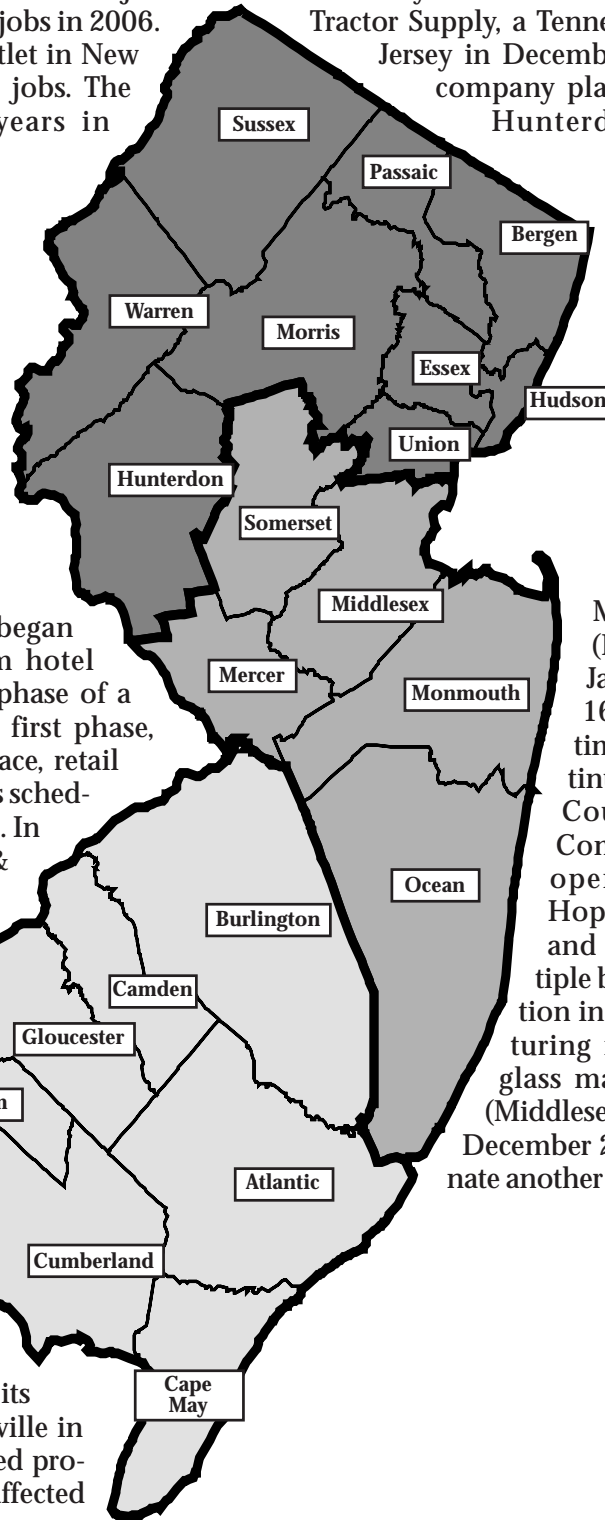 jobs in 2006.
tlet in New
jobs. The
years in
Tractor Supply, a Tenne
Jersey in Decemb
company pla
Hunterd
Sussex
Passaic
Bergen
Warren
Morris
Essex
Hudson
Union
Hunterdon
Somerset
Middlesex
Mercer
Monmouth
Ocean
Burlington
Camden
Gloucester
n
Atlantic
Cumberland
Cape
May
began
m hotel
phase of a
first phase,
ace, retail
s sched-
. In
&
M
(
Ja
16
tin
tin
Cou
Con
oper
Hop
and
tiple b
tion in
turing
glass ma
(Middlese
December 2
nate another
its
ville in
ed pro-
ffected